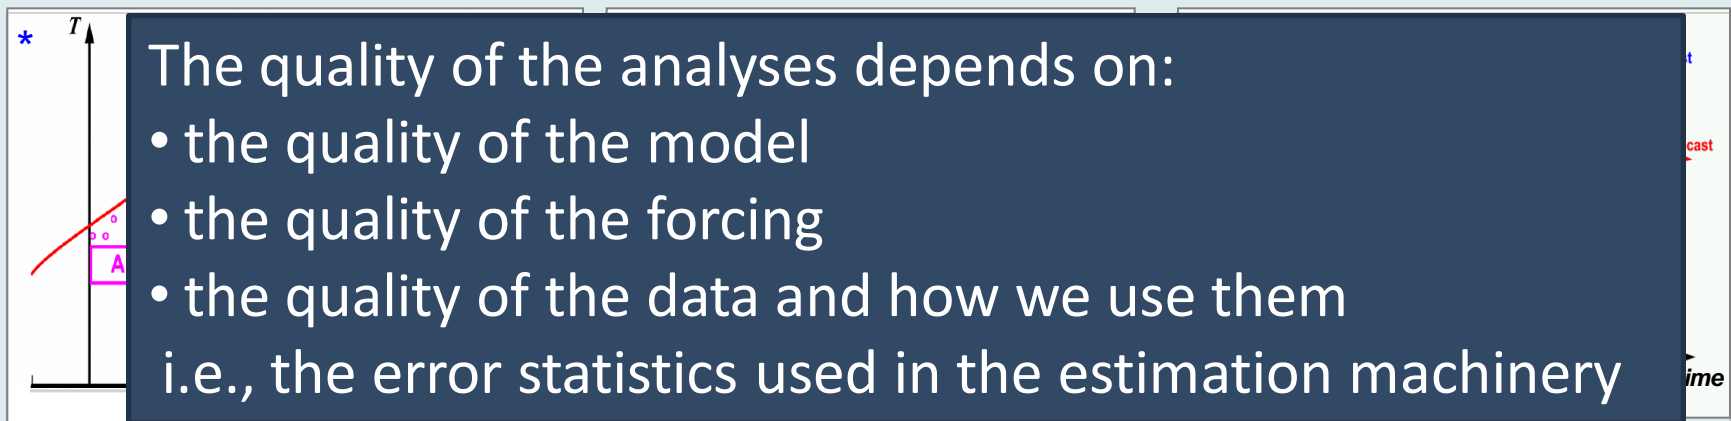 *
T
The quality of the analyses depends on:
• the quality of the model
• the quality of the forcing
• the quality of the data and how we use them
i.e., the error statistics used in the estimation machinery
A